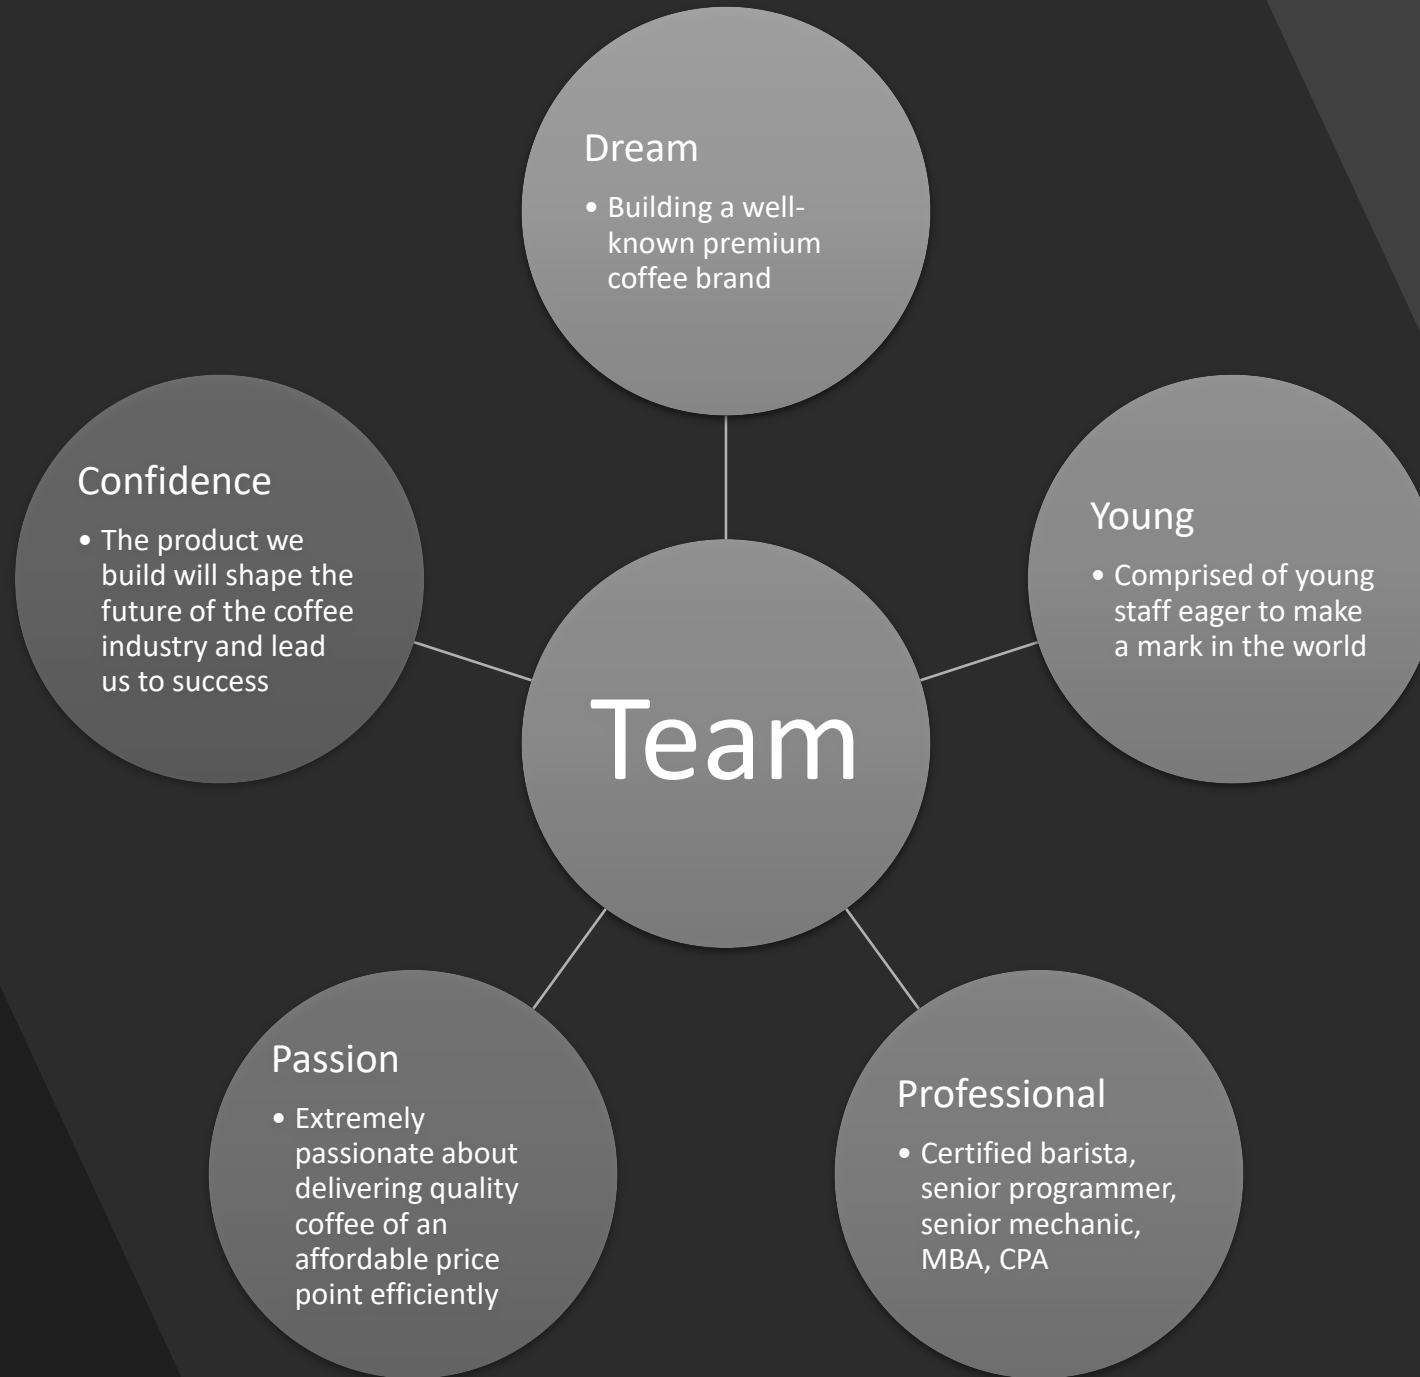 Dream
• Building a well-
known premium
coffee brand
Confidence
• The product we
build will shape the
future of the coffee
industry and lead
us to success
Young
• Comprised of young
staff eager to make
a mark in the world
Team
Passion
• Extremely
passionate about
delivering quality
coffee of an
affordable price
point efficiently
Professional
• Certified barista,
senior programmer,
senior mechanic,
MBA, CPA